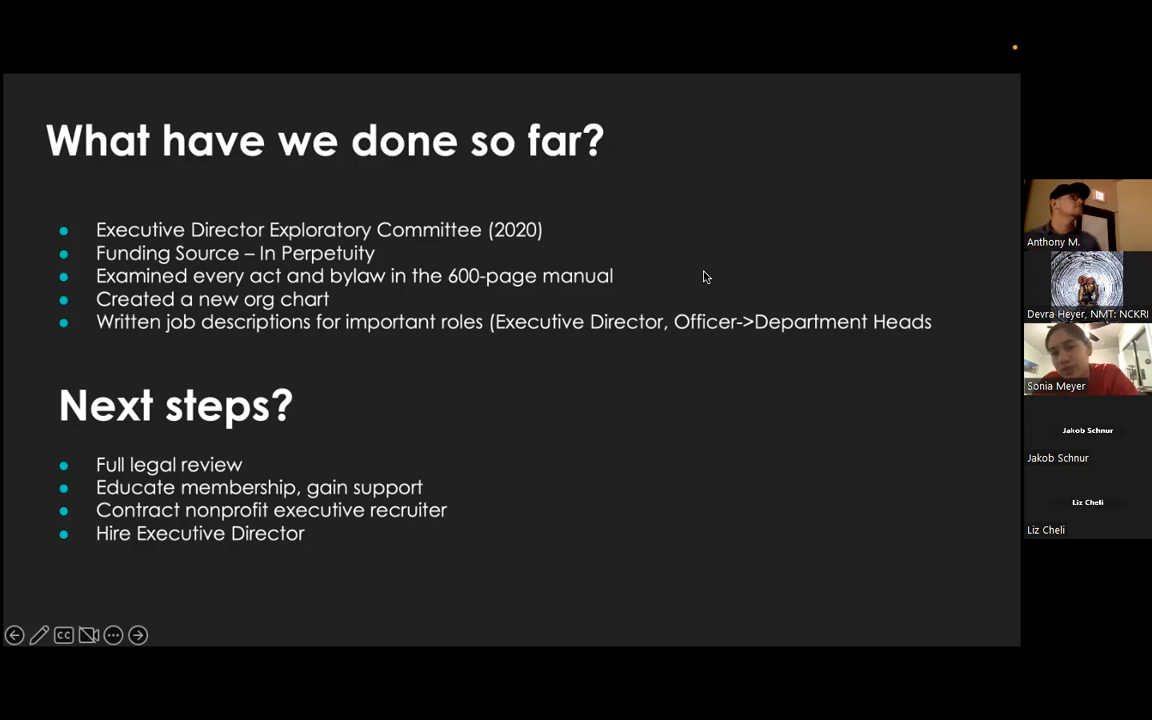 What have we done so far?
Executive Director Exploratory Committee (2020)
Funding Source – In Perpetuity
Examined every act and bylaw in the 600-page manual
Created a new org chart
Written job descriptions for important roles (Executive Director, Officer->Department Heads
Next steps?
Full legal review
Educate membership, gain support
Contract nonprofit executive recruiter
Hire Executive Director
CC
Anthony M.
Devra Heyer, NMT: NCKRI
Sonia Meyer
Jakob Schnur
Jakob Schnur
Liz Cheli
Liz Cheli